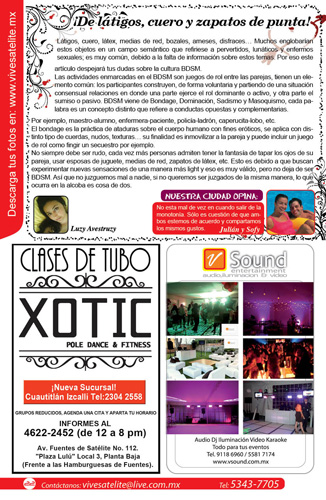 ¡De látigos, cuero y zapatos de punta!
Látigos, cuero, látex, medias de red, bozales, ameses, disfraces... Muchos englobarían
estos objetos en un campo semántico que refiriese a pervertidos, lunáticos y enfermos
sexuales, es muy común, debido a la falta de información sobre estos temas. Por eso este
artículo despejará tus dudas sobre la cultura BDSM.
Las actividades enmarcadas en el BDSM son juegos de rol entre las parejas, tienen un ele-
mento común: los participantes construyen, de forma voluntaria y partiendo de una situación
consensual relaciones en donde una parte ejerce el rol dominante o activo, y otra parte el
sumiso o pasivo. BDSM viene de Bondage, Dominación, Sadismo y Masoquismo, cada pa-
labra es un concepto distinto que refiere a conductas opuestas y complementarias.
Por ejemplo, maestro-alumno, enfermera-paciente, policía-ladrón, caperucita-lobo, etc.
El bondage es la práctica de ataduras sobre el cuerpo humano con fines eróticos, se aplica con dis-
tinto tipo de cuerdas, nudos, texturas... su finalidad es inmovilizar a la pareja y puede incluir un juego
de rol como fingir un secuestro por ejemplo.
No siempre debe ser rudo, cada vez más personas admiten tener la fantasía de tapar los ojos de su
pareja, usar esposas de juguete, medias de red, zapatos de látex, etc. Esto es debido a que buscan
experimentar nuevas sensaciones de una manera más light y eso es muy válido, pero no deja de ser
BDSM. Así que no juzguemos mal a nadie, si no queremos ser juzgados de la misma manera, lo que
ocurra en la alcoba es cosa de dos.
Descarga tus fotos en: www.vivesatelite.mx
Luzy Avestruzy
NUESTRA CIUDAD OPINA:
No esta mal de vez en cuando salir de la
monotonía. Sólo es cuestión de que am-
bos estemos de acuerdo y compartamos
los mismos gustos.
Julián y Sofy
CLASES DE TUBO
XOTIC
POLE DANCE & FITNESS
¡Nueva Sucursal!
Cuautitlán Izcalli Tel:2304 2558
GRUPOS REDUCIDOS, AGENDA UNA CITA Y APARTA TU HORARIO
INFORMES AL
4622-2452 (de 12 a 8 pm)
Av. Fuentes de Satélite No. 112.
"Plaza Lulú" Local 3, Planta Baja
(Frente a las Hamburguesas de Fuentes).
V Sound
entertainment
audio, iluminación & video
Audio Dj Iluminación Video Karaoke
Todo para tus eventos
Tel. 9118 6960 / 5581 7174
www.vsound.com.mx
Contáctanos: vivesatelite@live.com.mx
Tel: 5343-7705